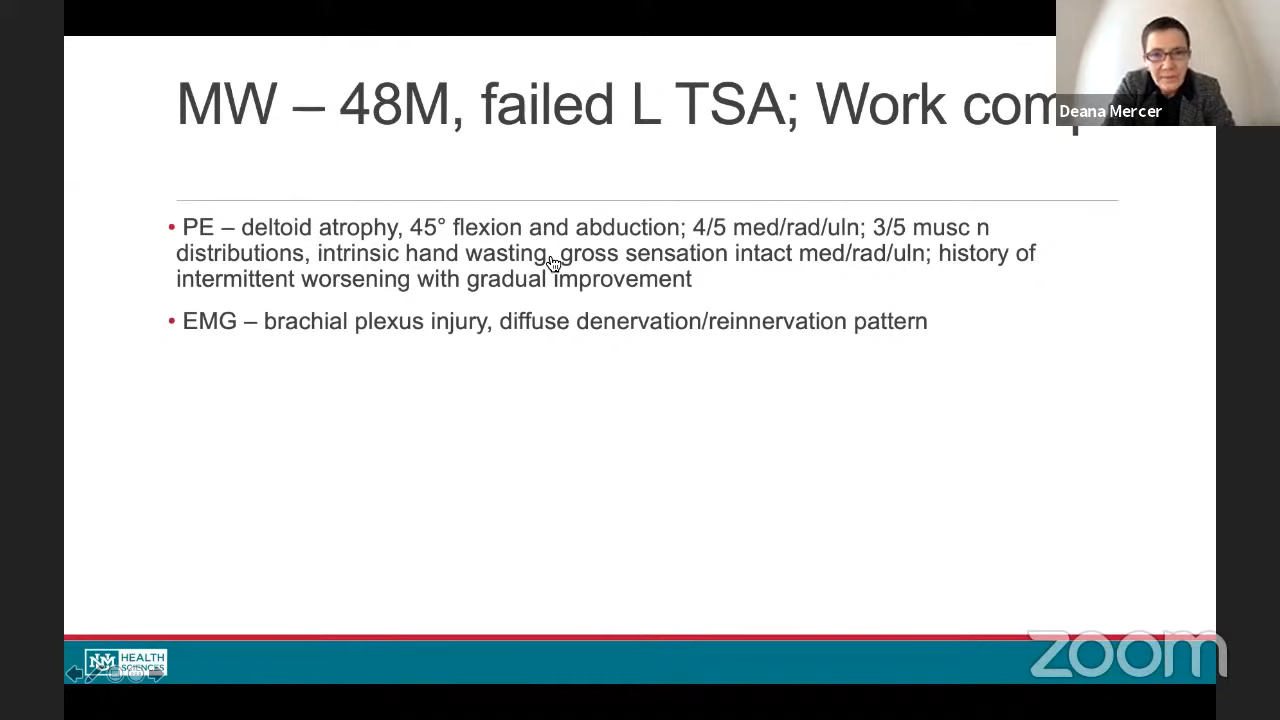 MW – 48M, failed L TSA; Work comp
Deana Mercer
• PE – deltoid atrophy, 45° flexion and abduction; 4/5 med/rad/uln; 3/5 musc n
distributions, intrinsic hand wasting, gross sensation intact med/rad/uln; history of
intermittent worsening with gradual improvement
• EMG – brachial plexus injury, diffuse denervation/reinnervation pattern
UNM HEALTH
SCIENCES
zoom